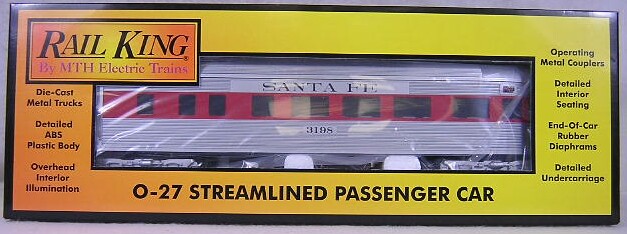 RAIL KING
By MTH Electric Trains
Die-Cast
Metal Trucks
Detailed
ABS
Plastic Body
Overhead
Interior
Illumination
SANTA FE
3198
Operating
Metal Couplers
Detailed
Interior
Seating
End-Of-Car
Rubber
Diaphrams
Detailed
Undercarriage
O-27 STREAMLINED PASSENGER CAR